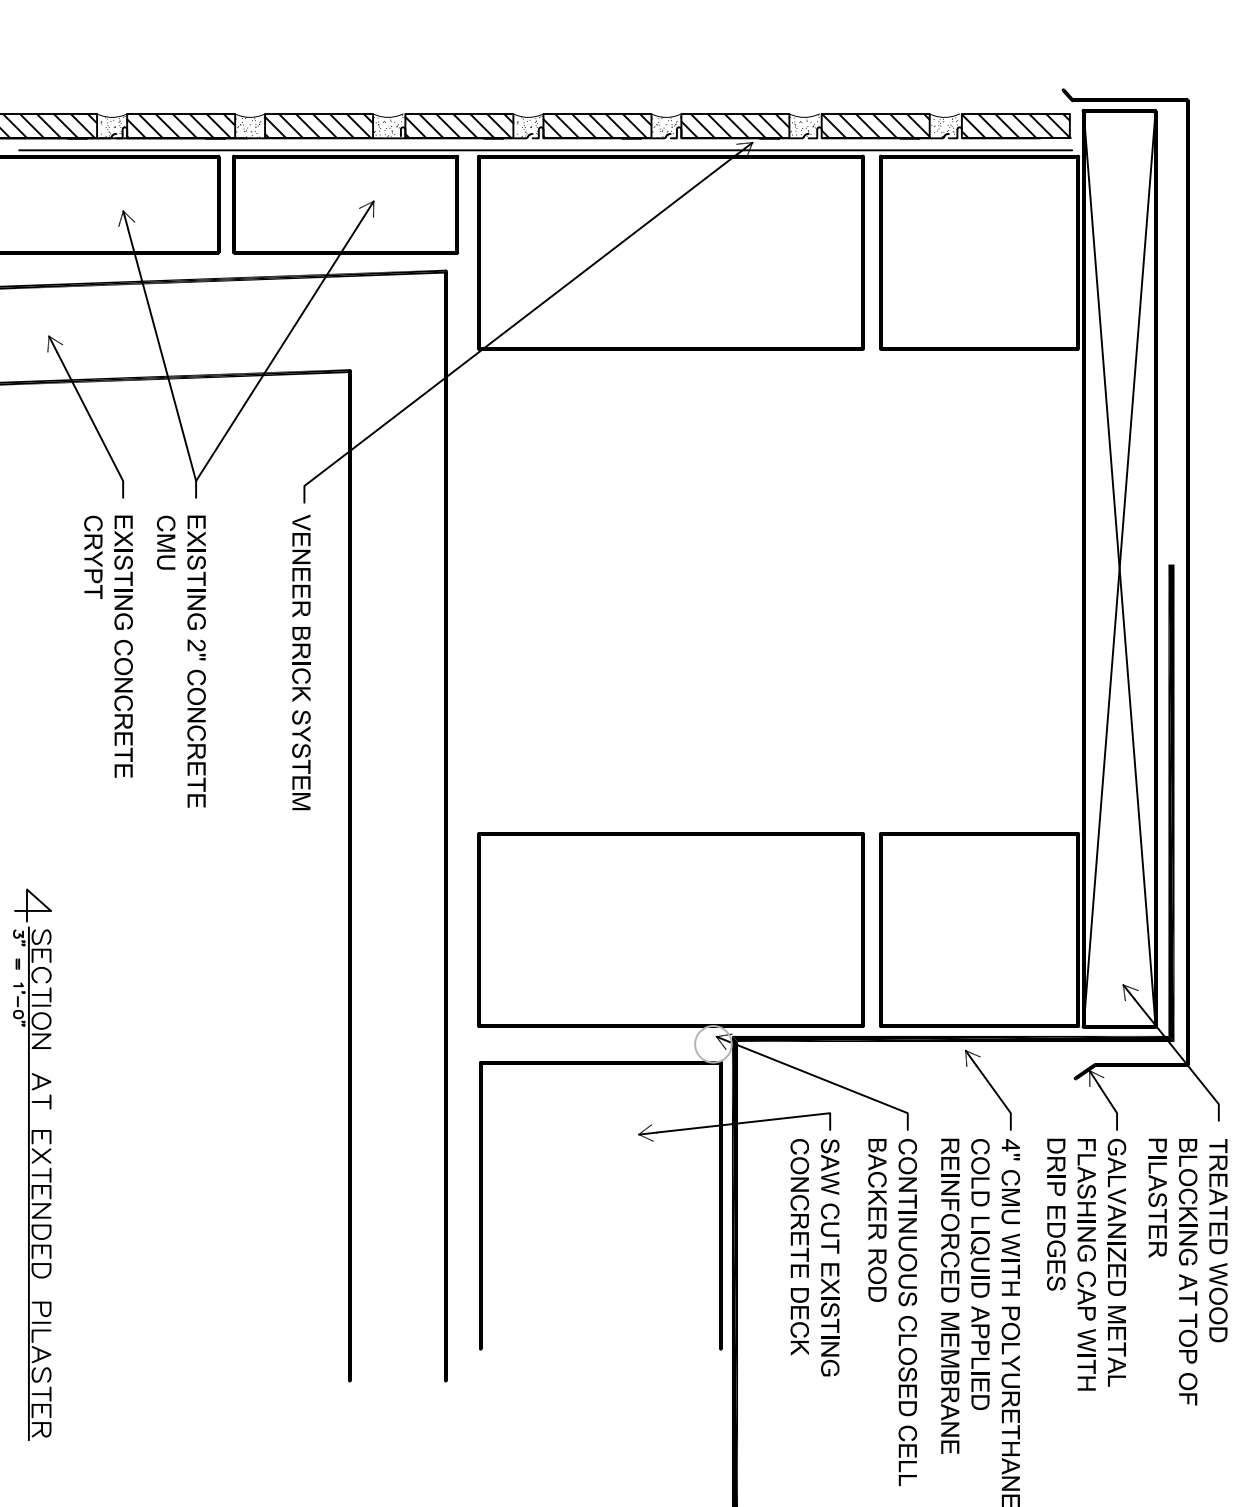 TREATED WOOD
BLOCKING AT TOP OF
PILASTER
GALVANIZED METAL
FLASHING CAP WITH
DRIP EDGES
4" CMU WITH POLYURETHANE
COLD LIQUID APPLIED
REINFORCED MEMBRANE
CONTINUOUS CLOSED CELL
BACKER ROD
SAW CUT EXISTING
CONCRETE DECK
VENEER BRICK SYSTEM
EXISTING 2" CONCRETE
CMU
EXISTING CONCRETE
CRYPT
4 SECTION AT EXTENDED PILASTER
3" = 1'-0"